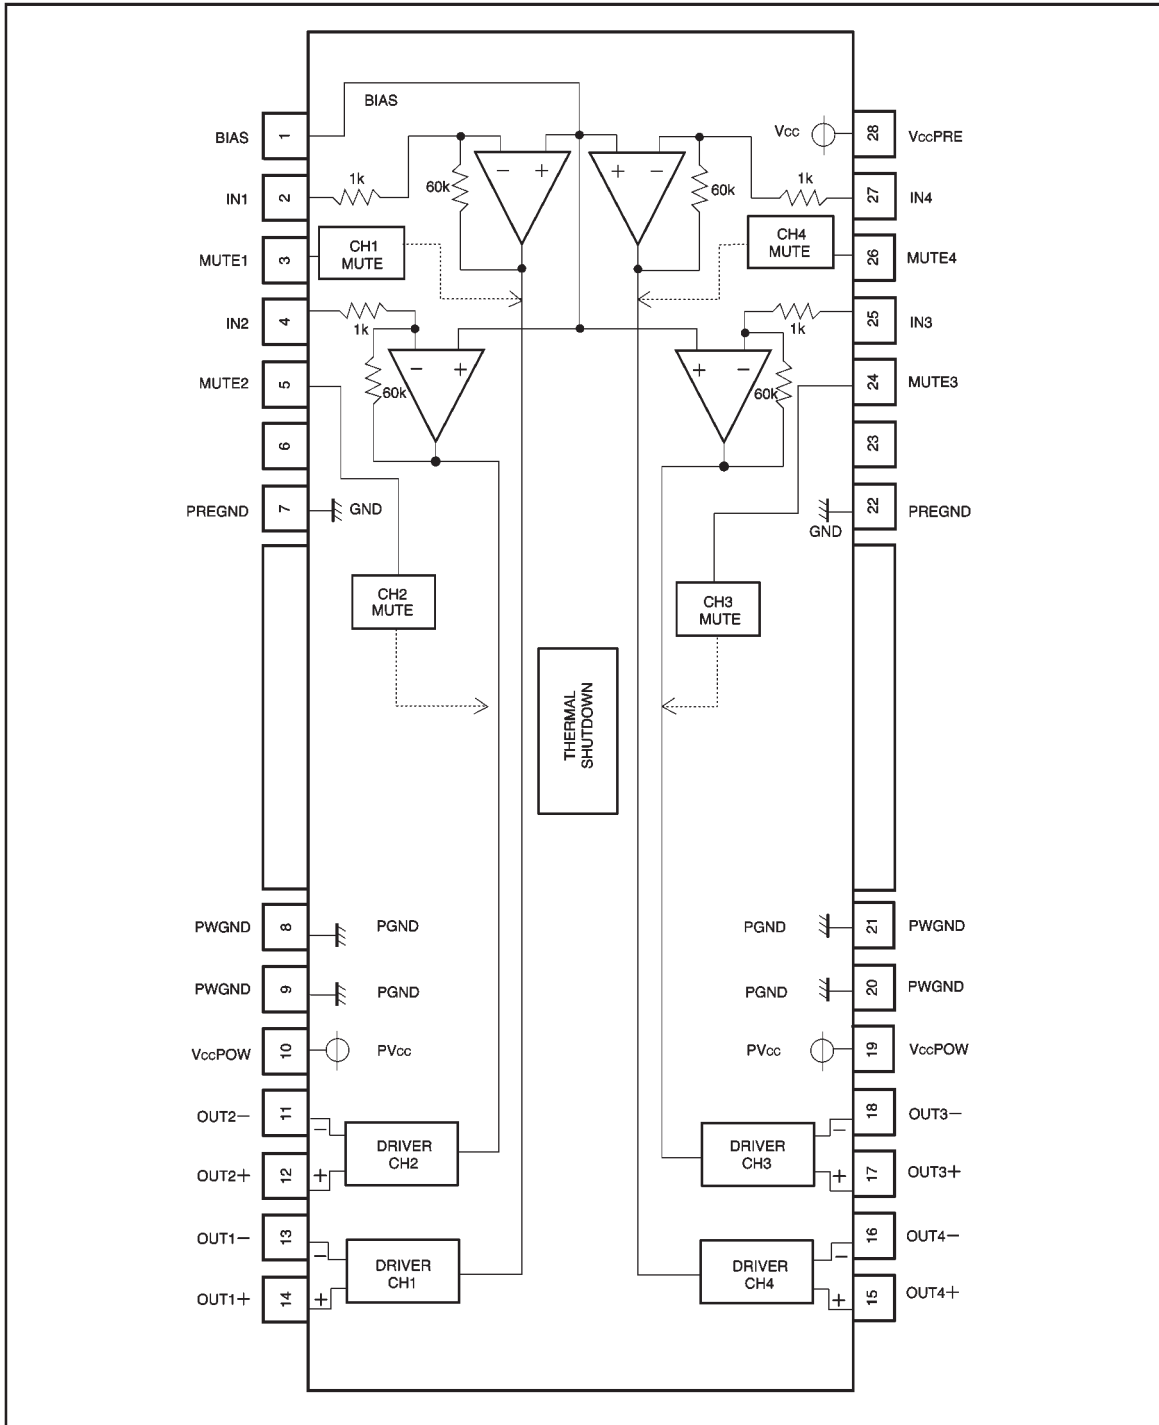 BIAS
BIAS
1
Vcc
28
VccPRE
IN1
2
1k
60k
−
+
+
−
60k
1k
27
IN4
MUTE1
3
CH1
MUTE
CH4
MUTE
26
MUTE4
IN2
4
1k
1k
25
IN3
MUTE2
5
60k
−
+
+
−
60k
24
MUTE3
6
23
PREGND
7
GND
GND
22
PREGND
CH2
MUTE
CH3
MUTE
THERMAL
SHUTDOWN
PWGND
8
PGND
PGND
21
PWGND
PWGND
9
PGND
PGND
20
PWGND
VccPOW
10
PVcc
PVcc
19
VccPOW
OUT2−
11
−
DRIVER
CH2
DRIVER
CH3
−
18
OUT3−
OUT2+
12
+
+
17
OUT3+
OUT1−
13
−
DRIVER
CH1
DRIVER
CH4
−
16
OUT4−
OUT1+
14
+
+
15
OUT4+